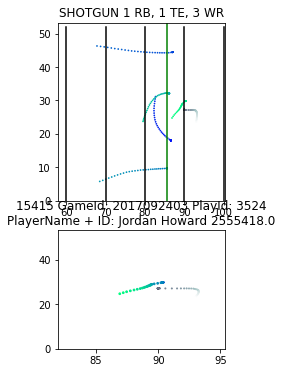 SHOTGUN 1 RB, 1 TE, 3 WR
50
40
30
20
10
0
60 70 80 90 100
15415 GameId: 2017092403 PlayId: 3524
PlayerName + ID: Jordan Howard 2555418.0
40
20
0
85 90 95